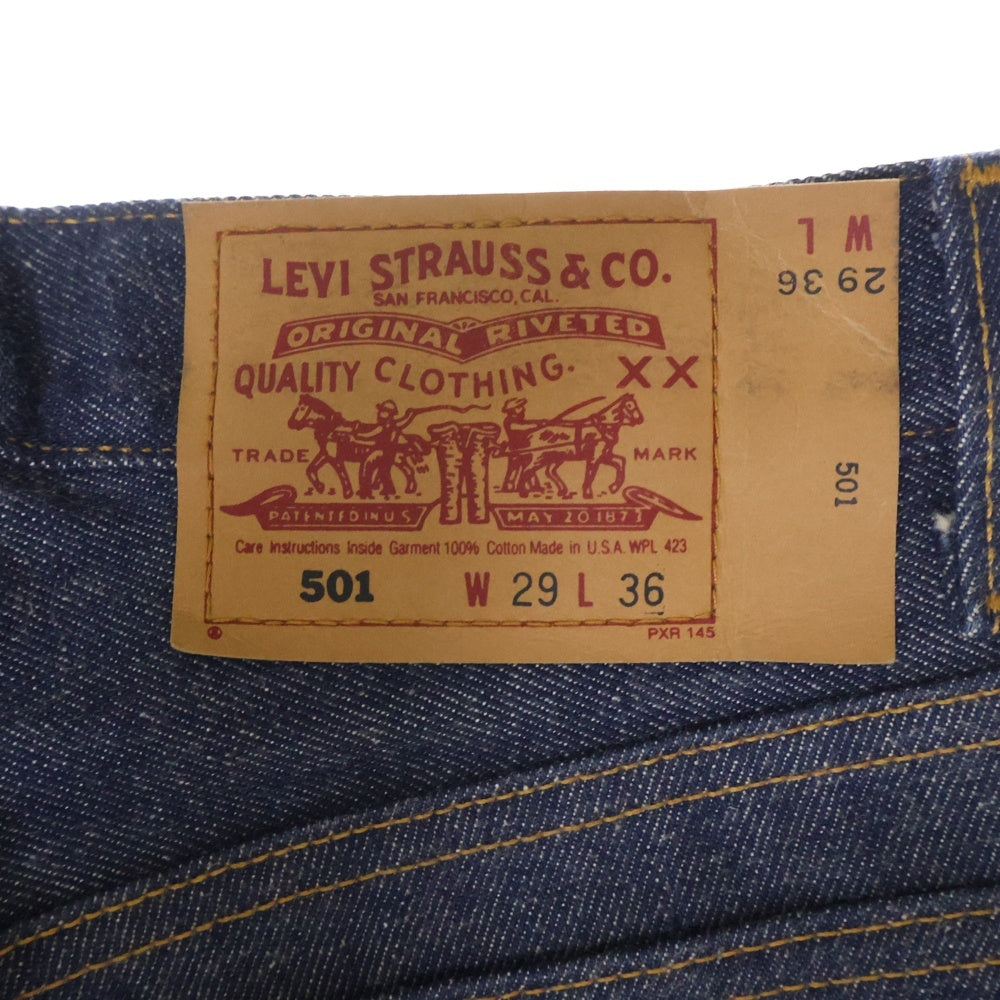 LEVI STRAUSS & CO.
SAN FRANCISCO, CAL.
ORIGINAL RIVETED
QUALITY CLOTHING. XX
TRADE MARK
PATENTED IN U S MAY 20 1873
Care Instructions Inside Garment 100% Cotton Made in U.S.A. WPL 423
501 W 29 L 36
PXR 145
W L
29 36
501